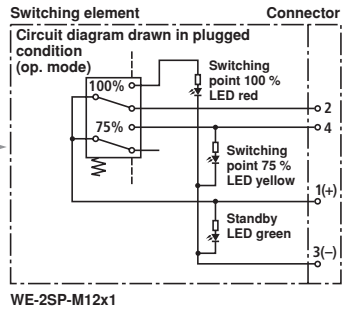 Switching element
Connector
Circuit diagram drawn in plugged
condition
(op. mode)
Switching
point 100 %
LED red
100%
2
75%
4
Switching
point 75 %
LED yellow
1(+)
Standby
LED green
3(−)
WE-2SP-M12x1